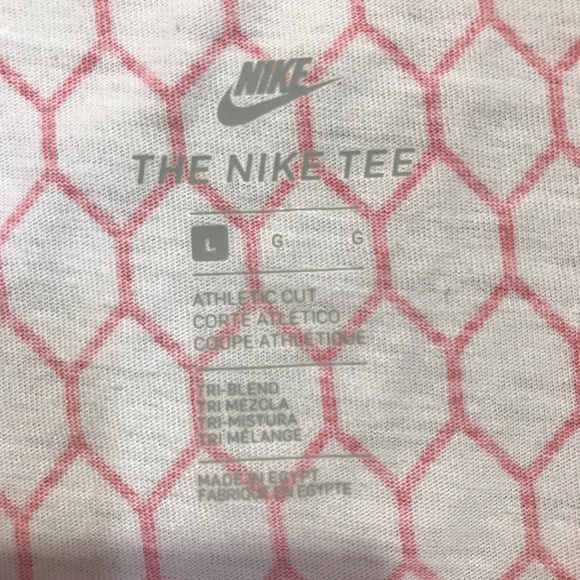 NIKE
THE NIKE TEE
L G G
ATHLETIC CUT
CORTE ATLÉTICO
COUPE ATHLÉTIQUE
TRI-BLEND
TRI MEZCLA
TRI-MISTURA
TRI MÉLANGE
MADE IN EGYPT
FABRIQUÉ EN EGYPTE